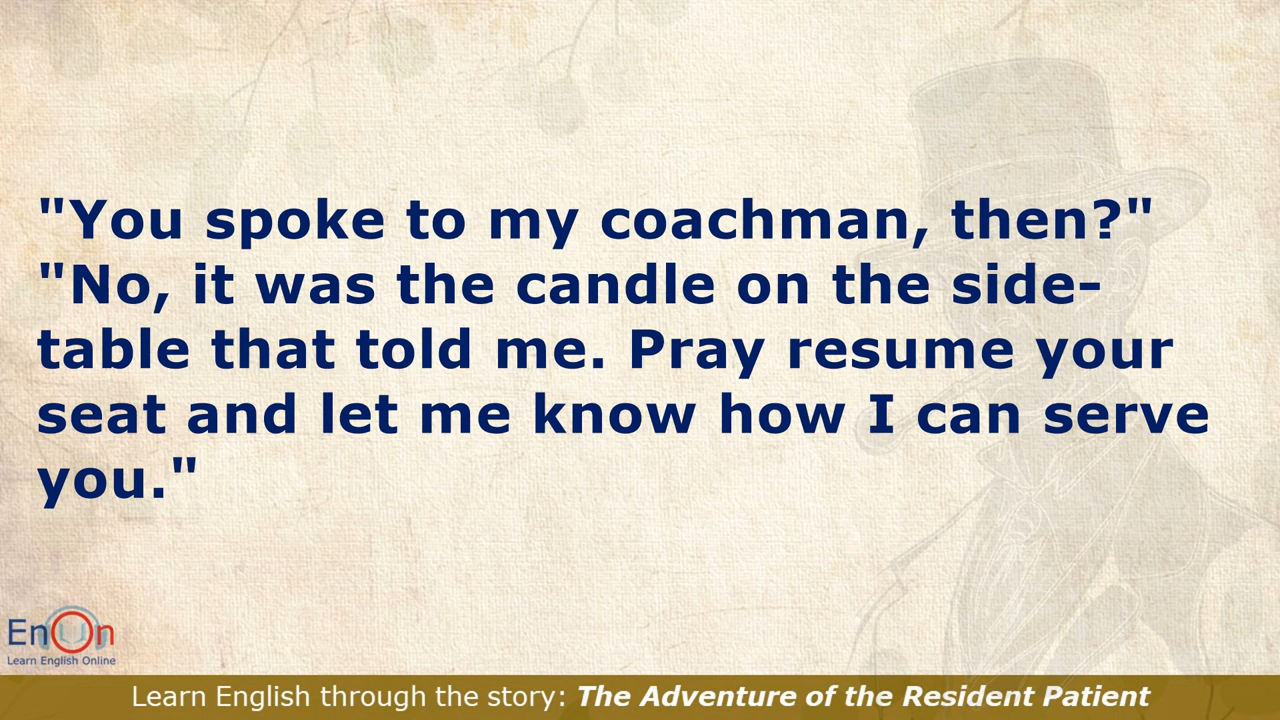 "You spoke to my coachman, then?"
"No, it was the candle on the side-
table that told me. Pray resume your
seat and let me know how I can serve
you."
EnOn
Learn English Online
Learn English through the story: The Adventure of the Resident Patient